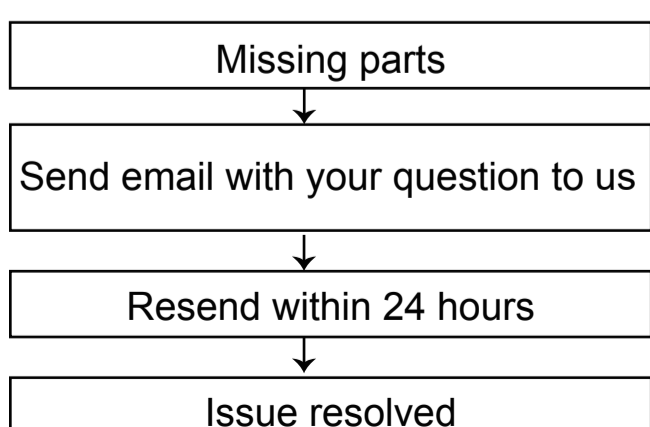 Missing parts
Send email with your question to us
Resend within 24 hours
Issue resolved